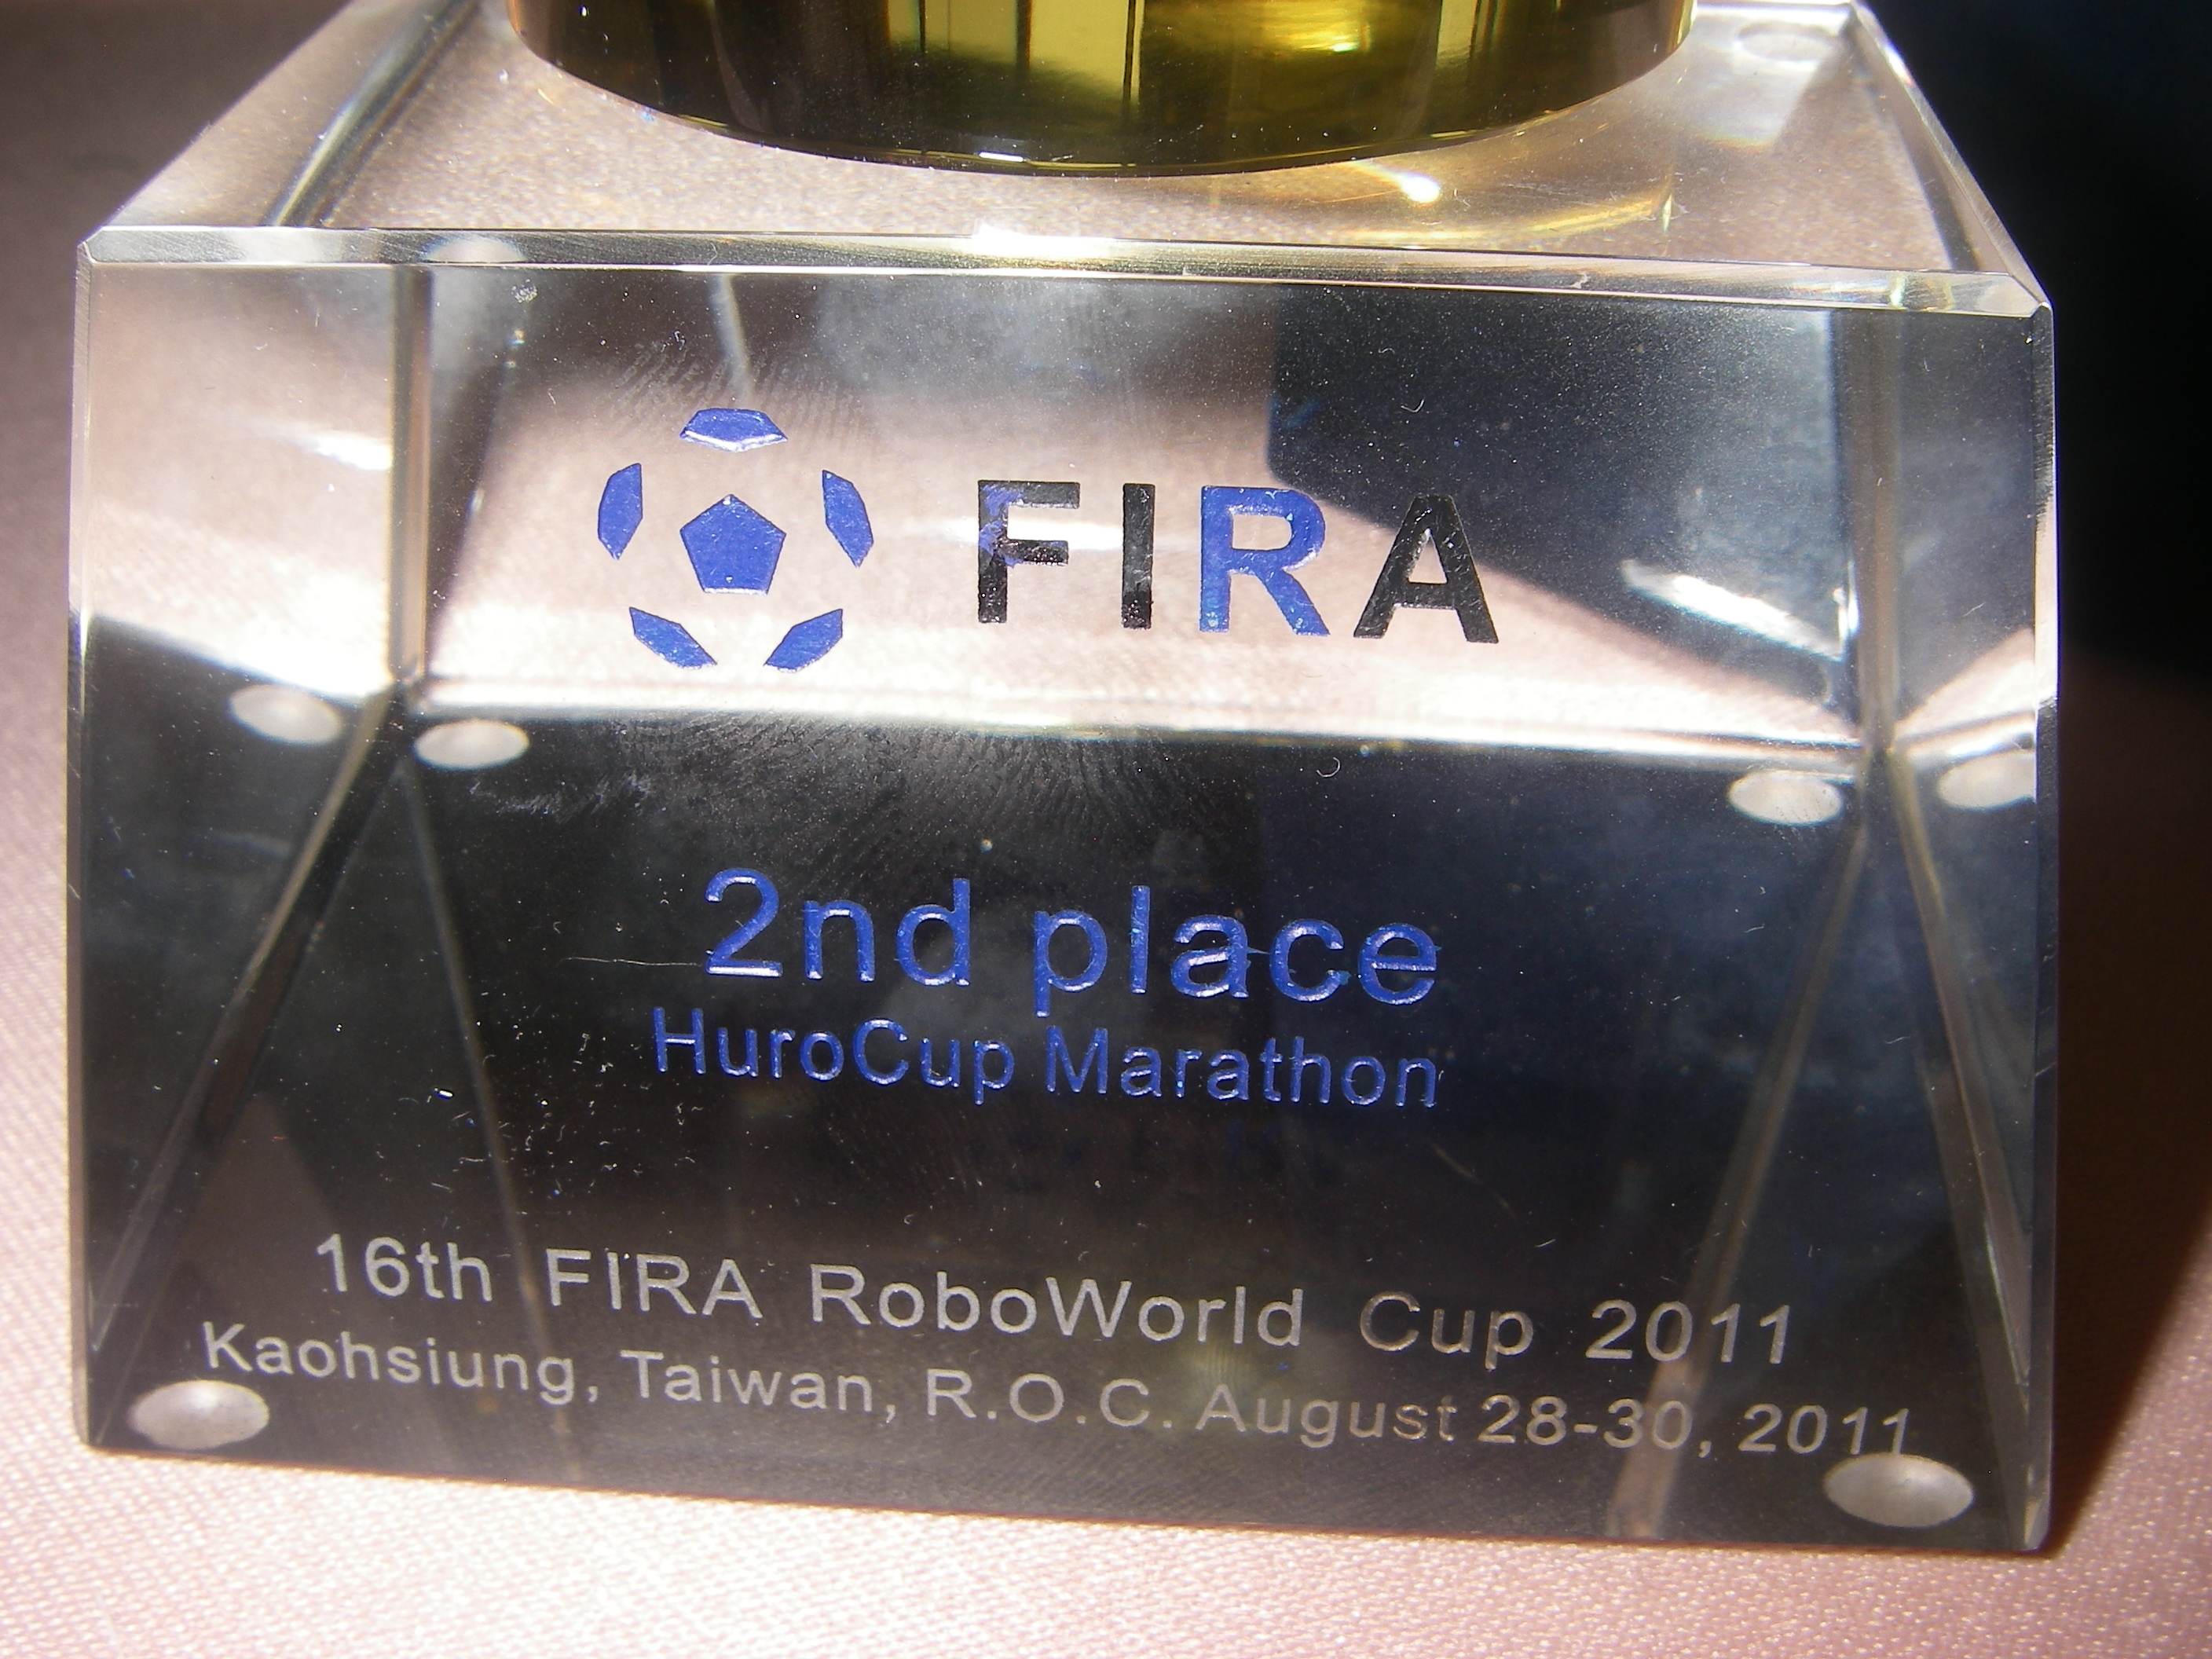 FIRA
2nd place
HuroCup Marathon
16th FIRA RoboWorld Cup 2011
Kaohsiung, Taiwan, R.O.C. August 28-30, 2011